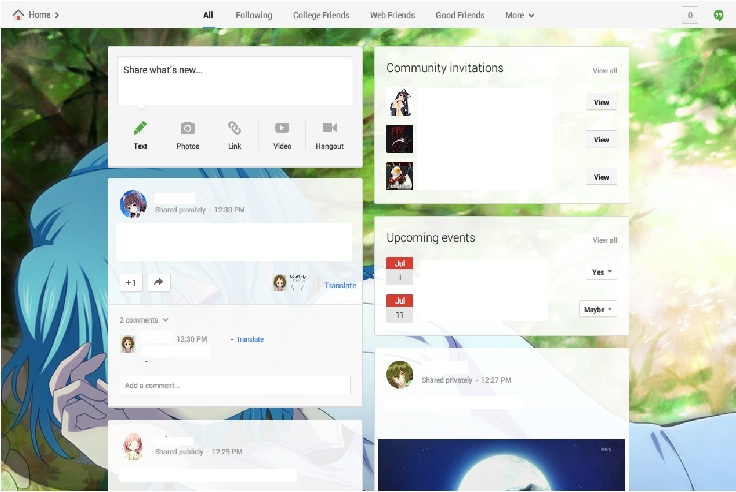 Home
All
Following
College Friends
Web Friends
Good Friends
More
0
Share what's new...
Text
Photos
Link
Video
Hangout
Shared privately - 12:30 PM
+1
Translate
2 comments
12:30 PM
- Translate
Add a comment...
Shared publicly - 12:29 PM
Community invitations
View all
View
View
View
Upcoming events
View all
Jul
1
Yes
Jul
11
Maybe
Shared privately - 12:27 PM